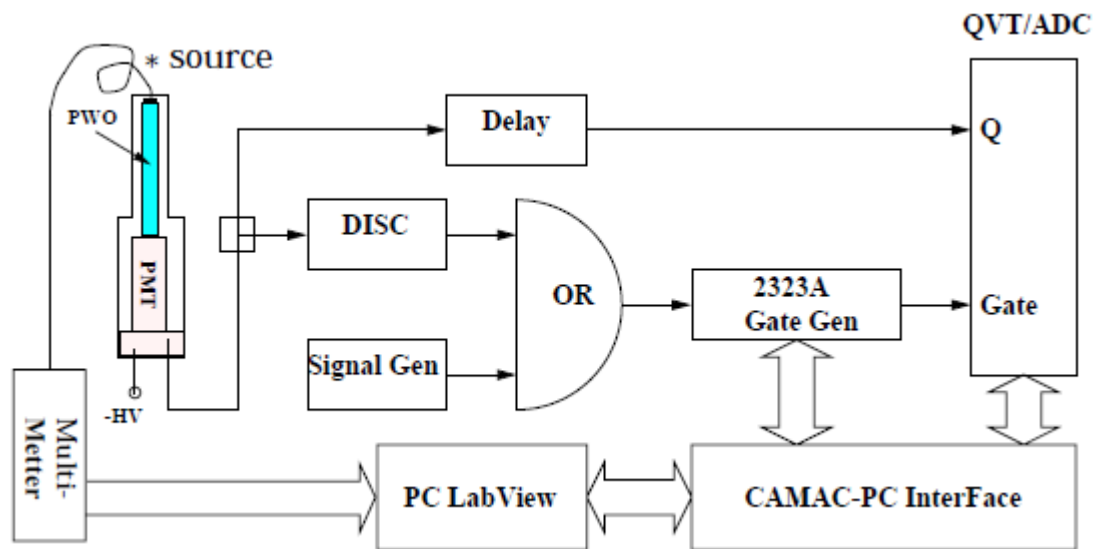 QVT/ADC
* source
PWO
Delay
Q
DISC
PMT
OR
2323A
Gate Gen
Gate
Signal Gen
-HV
Multi-
Metter
PC LabView
CAMAC-PC InterFace